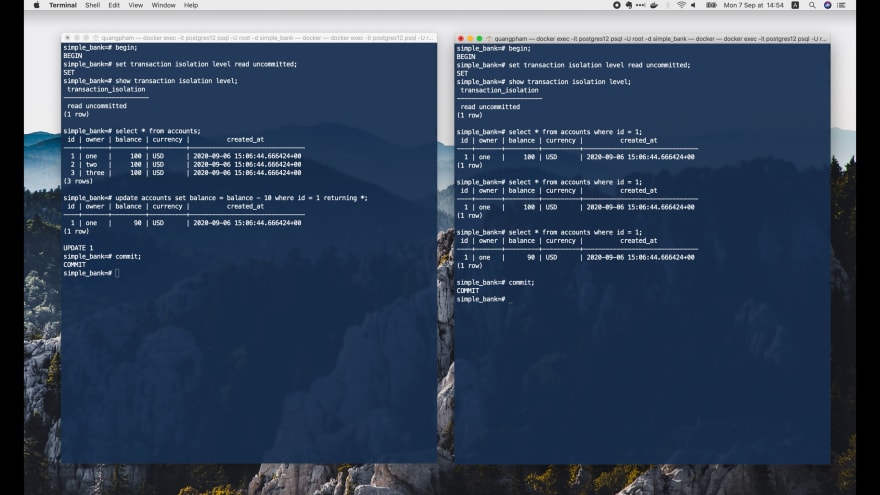 Terminal Shell Edit View Window Help
Mon 7 Sep at 14:54
quangpham — docker exec -it postgres12 psql -U root -d simple_bank — docker — docker exec -it postgres12 psql -U r...
simple_bank=# begin;
BEGIN
simple_bank=# set transaction isolation level read uncommitted;
SET
simple_bank=# show transaction isolation level;
transaction_isolation
read uncommitted
(1 row)
simple_bank=# select * from accounts;
id | owner | balance | currency | created_at
1 | one | 100 | USD | 2020-09-06 15:06:44.666424+00
2 | two | 100 | USD | 2020-09-06 15:06:44.666424+00
3 | three | 100 | USD | 2020-09-06 15:06:44.666424+00
(3 rows)
simple_bank=# update accounts set balance = balance - 10 where id = 1 returning *;
id | owner | balance | currency | created_at
1 | one | 90 | USD | 2020-09-06 15:06:44.666424+00
(1 row)
UPDATE 1
simple_bank=# commit;
COMMIT
simple_bank=#
quangpham — docker exec -it postgres12 psql -U root -d simple_bank — docker — docker exec -it postgres12 psql -U r...
simple_bank=# begin;
BEGIN
simple_bank=# set transaction isolation level read uncommitted;
SET
simple_bank=# show transaction isolation level;
transaction_isolation
read uncommitted
(1 row)
simple_bank=# select * from accounts where id = 1;
id | owner | balance | currency | created_at
1 | one | 100 | USD | 2020-09-06 15:06:44.666424+00
(1 row)
simple_bank=# select * from accounts where id = 1;
id | owner | balance | currency | created_at
1 | one | 100 | USD | 2020-09-06 15:06:44.666424+00
(1 row)
simple_bank=# select * from accounts where id = 1;
id | owner | balance | currency | created_at
1 | one | 90 | USD | 2020-09-06 15:06:44.666424+00
(1 row)
simple_bank=# commit;
COMMIT
simple_bank=# _